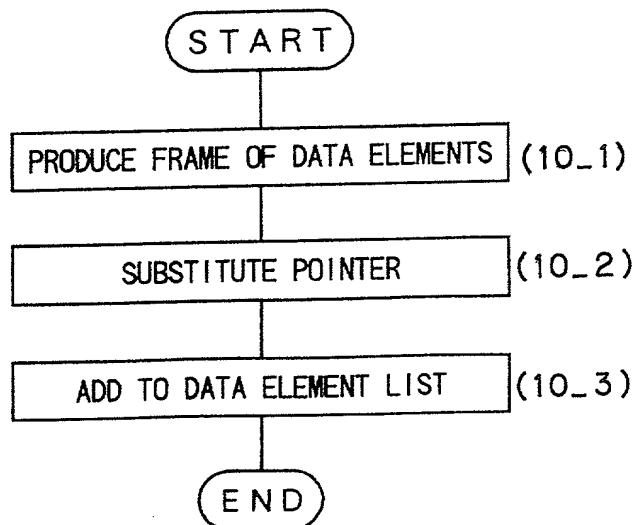 START
PRODUCE FRAME OF DATA ELEMENTS (10_1)
SUBSTITUTE POINTER (10_2)
ADD TO DATA ELEMENT LIST (10_3)
END